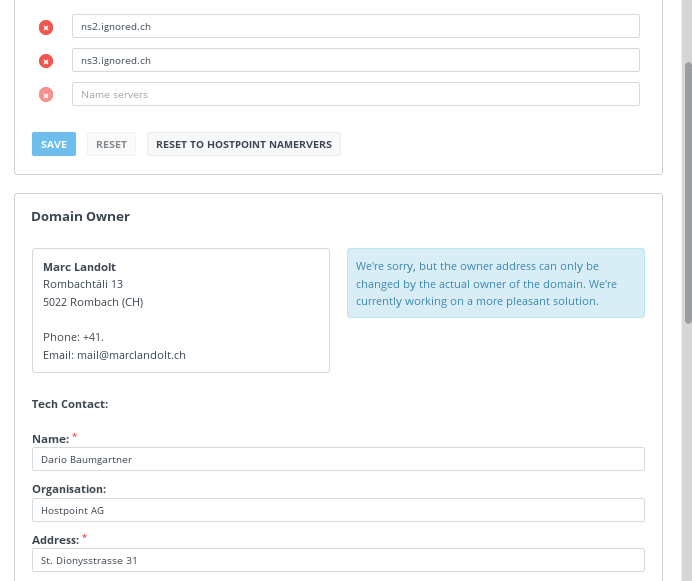 ns2.ignored.ch
ns3.ignored.ch
Name servers
SAVE RESET RESET TO HOSTPOINT NAMERVERS
Domain Owner
Marc Landolt
Rombachtäli 13
5022 Rombach (CH)
Phone: +41.
Email: mail@marclandolt.ch
We're sorry, but the owner address can only be
changed by the actual owner of the domain. We're
currently working on a more pleasant solution.
Tech Contact:
Name: *
Dario Baumgartner
Organisation:
Hostpoint AG
Address: *
St. Dionysstrasse 31